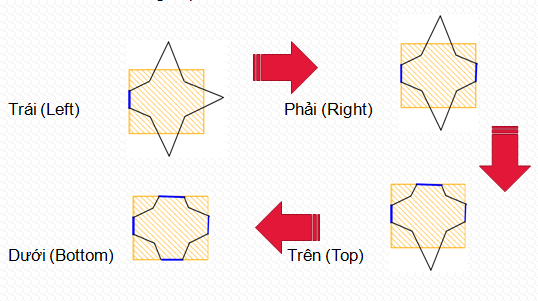 Trái (Left)
Phải (Right)
Dưới (Bottom)
Trên (Top)